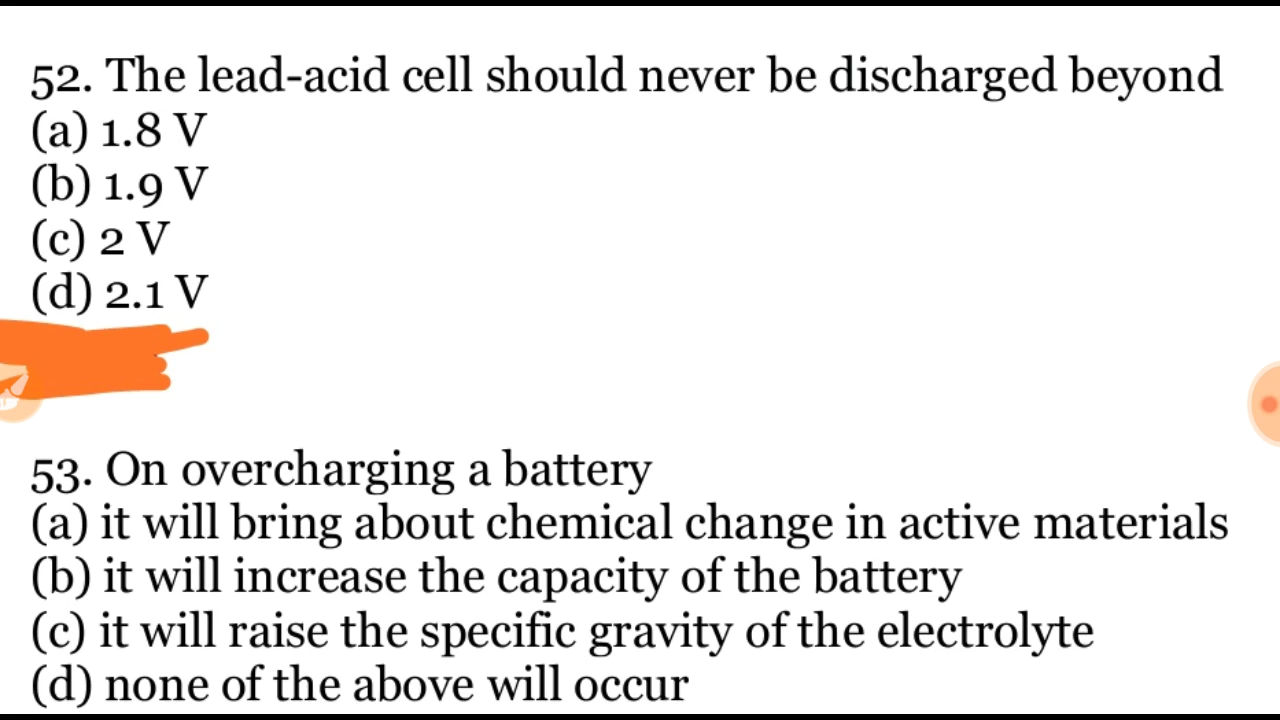 52. The lead-acid cell should never be discharged beyond
(a) 1.8 V
(b) 1.9 V
(c) 2 V
(d) 2.1 V
53. On overcharging a battery
(a) it will bring about chemical change in active materials
(b) it will increase the capacity of the battery
(c) it will raise the specific gravity of the electrolyte
(d) none of the above will occur